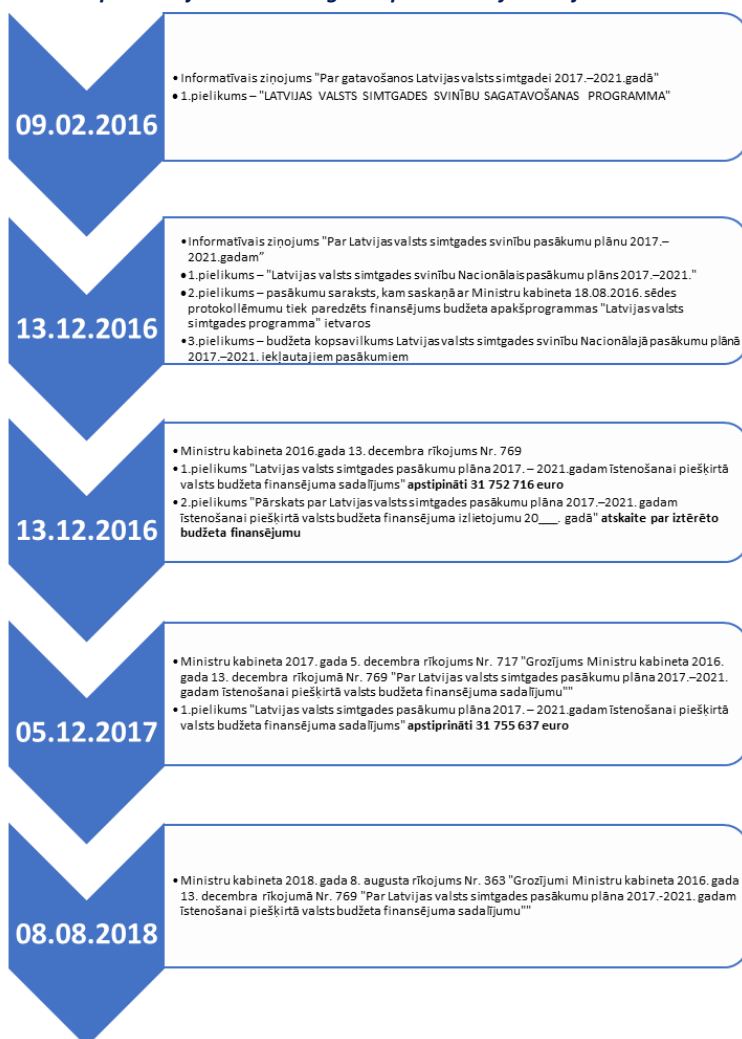 09.02.2016
• Informatīvais ziņojums "Par gatavošanos Latvijas valsts simtgadei 2017.–2021.gadā"
• 1.pielikums – "LATVIJAS VALSTS SIMTGADES SVINĪBU SAGATAVOŠANAS PROGRAMMA"
13.12.2016
• Informatīvais ziņojums "Par Latvijas valsts simtgades svinību pasākumu plānu 2017.–
2021.gadam"
• 1.pielikums – "Latvijas valsts simtgades svinību Nacionālais pasākumu plāns 2017.–2021."
• 2.pielikums – pasākumu saraksts, kam saskaņā ar Ministru kabineta 18.08.2016. sēdes
protokollēmumu tiek paredzēts finansējums budžeta apakšprogrammas "Latvijas valsts
simtgades programma" ietvaros
• 3.pielikums – budžeta kopsavilkums Latvijas valsts simtgades svinību Nacionālajā pasākumu plānā
2017.–2021. iekļautajiem pasākumiem
13.12.2016
• Ministru kabineta 2016.gada 13. decembra rīkojums Nr. 769
• 1.pielikums "Latvijas valsts simtgades pasākumu plāna 2017. – 2021.gadam īstenošanai piešķirtā
valsts budžeta finansējuma sadalījums" apstipināti 31 752 716 euro
• 2.pielikums "Pārskats par Latvijas valsts simtgades pasākumu plāna 2017.–2021. gadam
īstenošanai piešķirtā valsts budžeta finansējuma izlietojumu 20___. gadā" atskaite par iztērēto
budžeta finansējumu
05.12.2017
• Ministru kabineta 2017. gada 5. decembra rīkojums Nr. 717 "Grozījums Ministru kabineta 2016.
gada 13. decembra rīkojumā Nr. 769 "Par Latvijas valsts simtgades pasākumu plāna 2017.–2021.
gadam īstenošanai piešķirtā valsts budžeta finansējuma sadalījumu""
• 1.pielikums "Latvijas valsts simtgades pasākumu plāna 2017. – 2021.gadam īstenošanai piešķirtā
valsts budžeta finansējuma sadalījums" apstiprināti 31 755 637 euro
08.08.2018
• Ministru kabineta 2018. gada 8. augusta rīkojums Nr. 363 "Grozījumi Ministru kabineta 2016. gada
13. decembra rīkojumā Nr. 769 "Par Latvijas valsts simtgades pasākumu plāna 2017.-2021. gadam
īstenošanai piešķirtā valsts budžeta finansējuma sadalījumu""